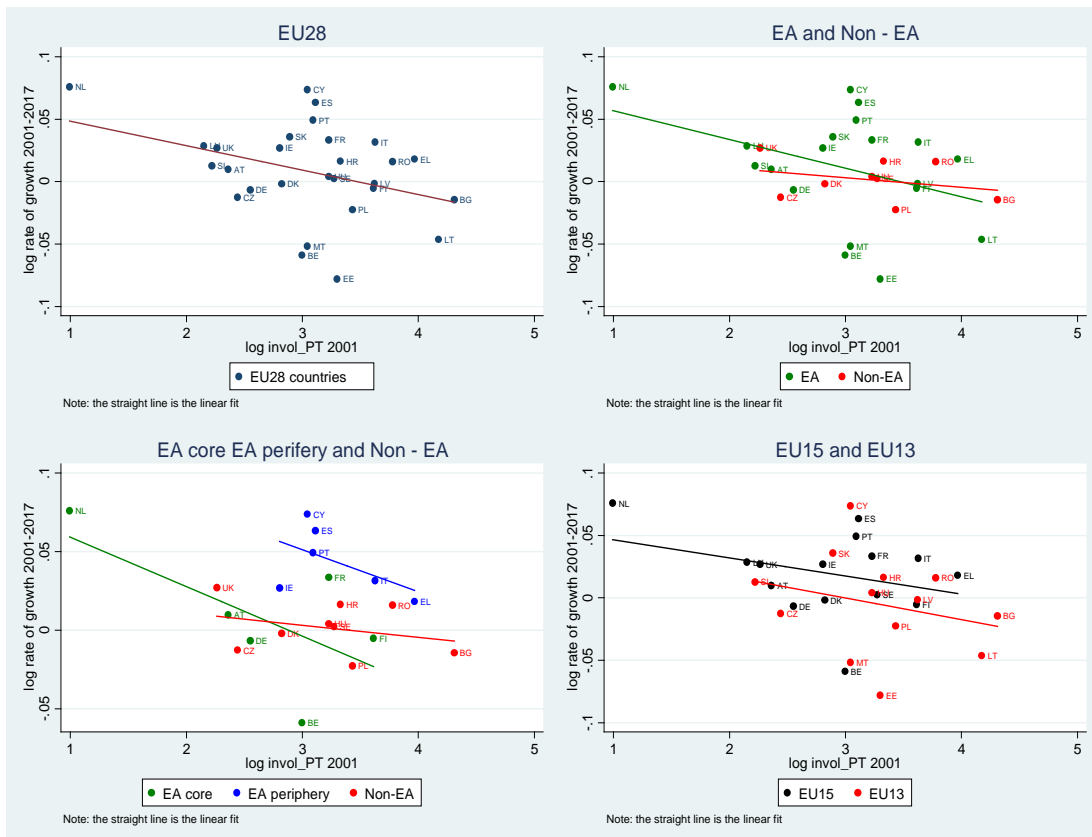 EU28
log rate of growth 2001-2017
.1
.05
0
-.05
-.1
NL
CY
ES
PT
SK
FR
IT
LU
UK
IE
SI
AT
HR
RO
EL
DE
DK
HU
SE
LV
FI
CZ
PL
BG
LT
MT
BE
EE
1 2 3 4 5
log invol_PT 2001
EU28 countries
Note: the straight line is the linear fit
EA and Non - EA
log rate of growth 2001-2017
.1
.05
0
-.05
-.1
NL
CY
ES
PT
SK
FR
IT
LU
UK
IE
SI
AT
HR
RO
EL
DE
DK
HU
SE
LV
FI
CZ
PL
BG
LT
MT
BE
EE
1 2 3 4 5
log invol_PT 2001
EA Non-EA
Note: the straight line is the linear fit
EA core EA perifery and Non - EA
log rate of growth 2001-2017
.1
.05
0
-.05
NL
CY
ES
PT
FR
IT
UK
IE
EL
AT
HR
RO
DE
DK
HU
SE
FI
CZ
PL
BG
BE
1 2 3 4 5
log invol_PT 2001
EA core EA periphery Non-EA
Note: the straight line is the linear fit
EU15 and EU13
log rate of growth 2001-2017
.1
.05
0
-.05
-.1
NL
CY
ES
PT
SK
FR
IT
LU
UK
IE
SI
AT
HR
RO
EL
DE
DK
HU
SE
LV
FI
CZ
PL
BG
LT
MT
BE
EE
1 2 3 4 5
log invol_PT 2001
EU15 EU13
Note: the straight line is the linear fit